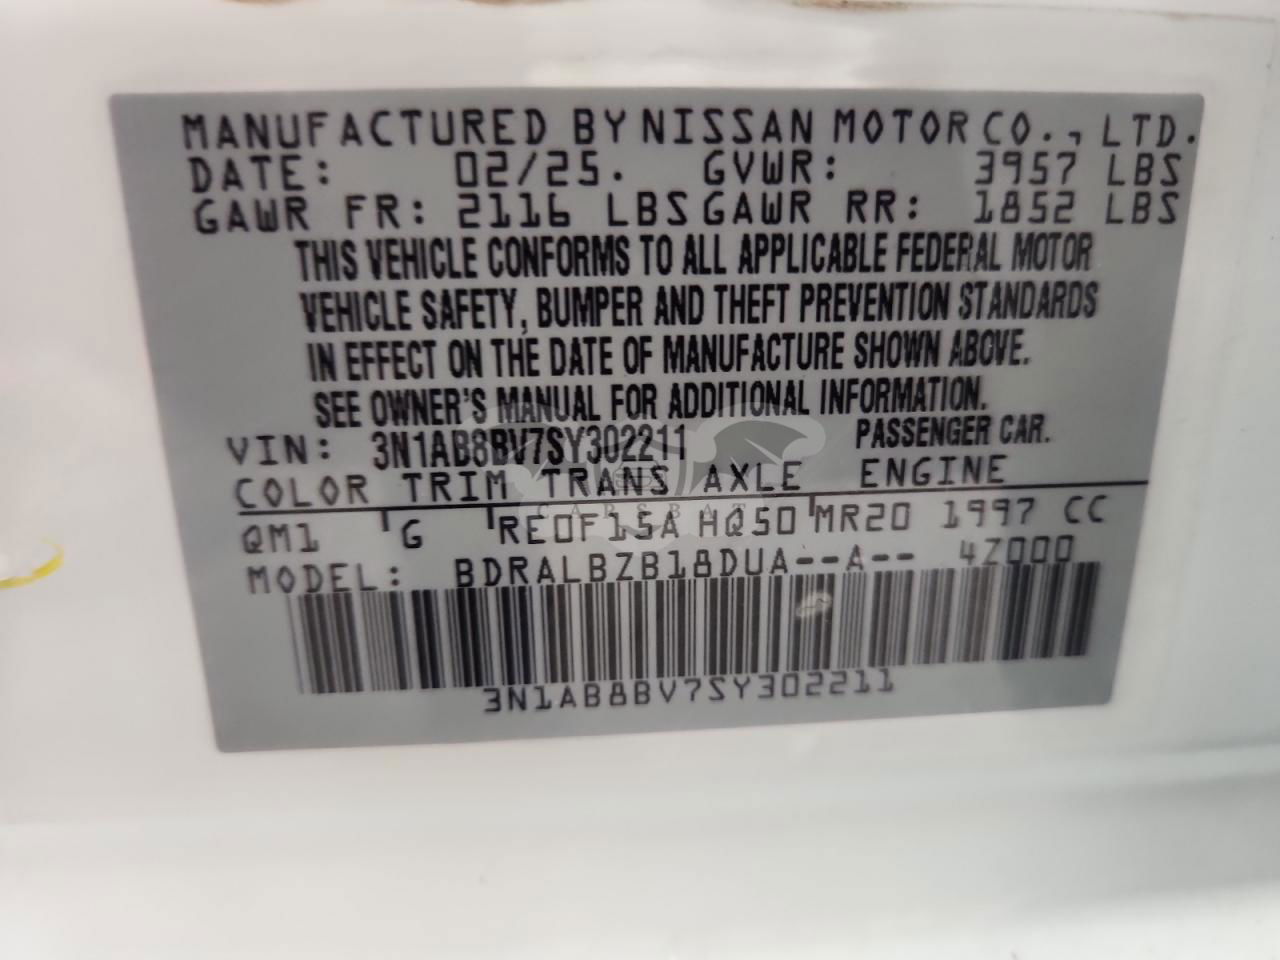 MANUFACTURED BY NISSAN MOTOR CO., LTD.
DATE: 02/25. GVWR: 3957 LBS
GAWR FR: 2116 LBS GAWR RR: 1852 LBS
THIS VEHICLE CONFORMS TO ALL APPLICABLE FEDERAL MOTOR
VEHICLE SAFETY, BUMPER AND THEFT PREVENTION STANDARDS
IN EFFECT ON THE DATE OF MANUFACTURE SHOWN ABOVE.
SEE OWNER'S MANUAL FOR ADDITIONAL INFORMATION.
VIN: 3N1AB8BV7SY302211 PASSENGER CAR.
COLOR TRIM TRANS AXLE ENGINE
QM1 G RE0F15A HQ50 MR20 1997 CC
MODEL: BDRALBZB18DUA--A-- 4Z000
3N1AB8BV7SY302211
CARSBAT